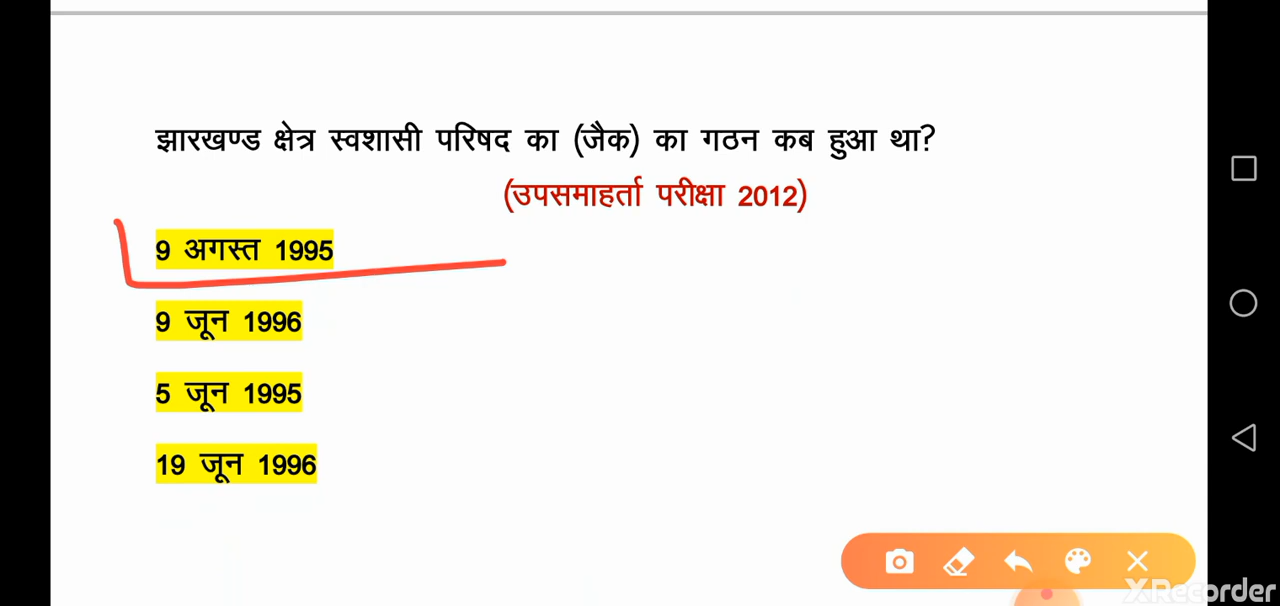 झारखण्ड क्षेत्र स्वशासी परिषद का (जैक) का गठन कब हुआ था?
(उपसमाहर्ता परीक्षा 2012)
9 अगस्त 1995
9 जून 1996
5 जून 1995
19 जून 1996
XRecorder